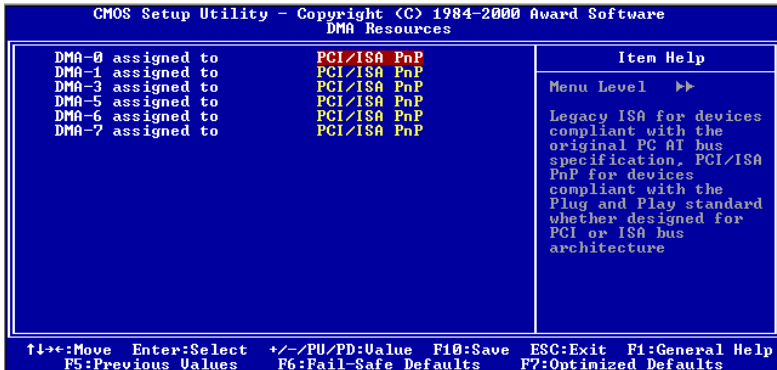 CMOS Setup Utility - Copyright (C) 1984-2000 Award Software
DMA Resources
DMA-0 assigned to PCI/ISA PnP
DMA-1 assigned to PCI/ISA PnP
DMA-3 assigned to PCI/ISA PnP
DMA-5 assigned to PCI/ISA PnP
DMA-6 assigned to PCI/ISA PnP
DMA-7 assigned to PCI/ISA PnP
Item Help
Menu Level ▸▸
Legacy ISA for devices
compliant with the
original PC AT bus
specification, PCI/ISA
PnP for devices
compliant with the
Plug and Play standard
whether designed for
PCI or ISA bus
architecture
↑↓→←:Move Enter:Select +/-/PU/PD:Value F10:Save ESC:Exit F1:General Help
F5:Previous Values F6:Fail-Safe Defaults F7:Optimized Defaults